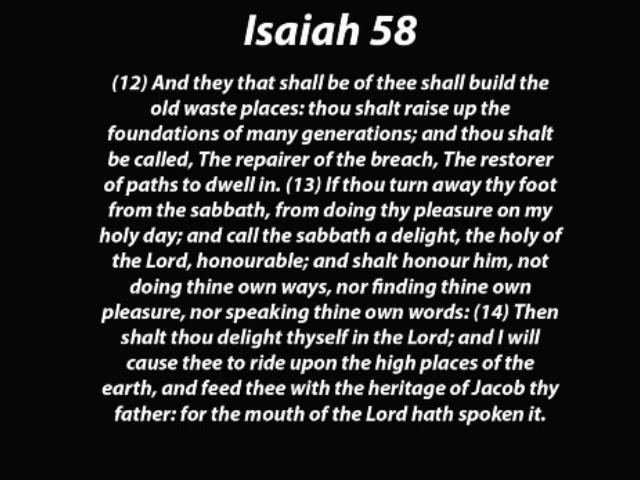 Isaiah 58
(12) And they that shall be of thee shall build the
old waste places: thou shalt raise up the
foundations of many generations; and thou shalt
be called, The repairer of the breach, The restorer
of paths to dwell in. (13) If thou turn away thy foot
from the sabbath, from doing thy pleasure on my
holy day; and call the sabbath a delight, the holy of
the Lord, honourable; and shalt honour him, not
doing thine own ways, nor finding thine own
pleasure, nor speaking thine own words: (14) Then
shalt thou delight thyself in the Lord; and I will
cause thee to ride upon the high places of the
earth, and feed thee with the heritage of Jacob thy
father: for the mouth of the Lord hath spoken it.